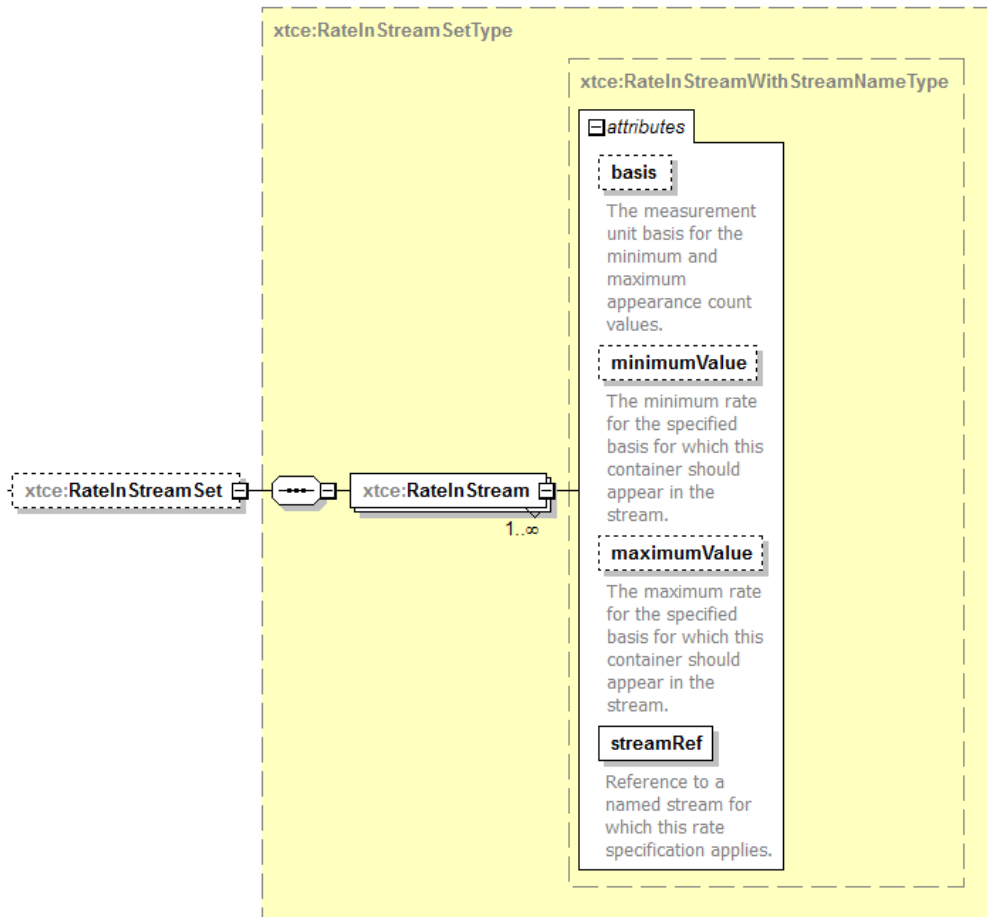 xtce:RateInStreamSetType
xtce:RateInStreamWithStreamNameType
attributes
basis
The measurement
unit basis for the
minimum and
maximum
appearance count
values.
minimumValue
The minimum rate
for the specified
basis for which this
container should
appear in the
stream.
xtce:RateInStreamSet
xtce:RateInStream
1..∞
maximumValue
The maximum rate
for the specified
basis for which this
container should
appear in the
stream.
streamRef
Reference to a
named stream for
which this rate
specification applies.